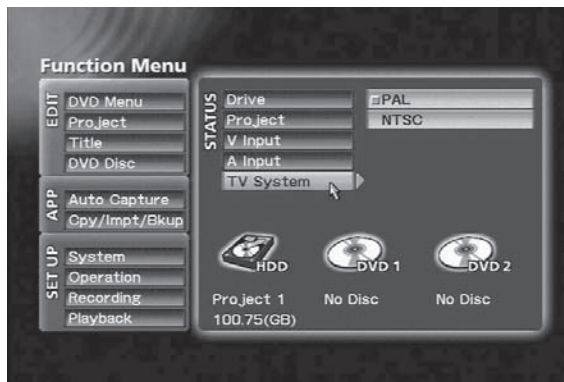 Function Menu
EDIT
DVD Menu
Project
Title
DVD Disc
APP
Auto Capture
Cpy/Impt/Bkup
SET UP
System
Operation
Recording
Playback
STATUS
Drive
Project
V Input
A Input
TV System
PAL
NTSC
HDD
DVD 1
DVD 2
Project 1
No Disc
No Disc
100.75(GB)